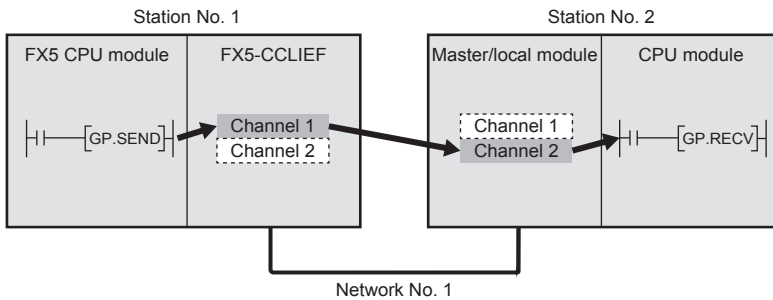 Station No. 1
Station No. 2
FX5 CPU module
FX5-CCLIEF
Master/local module
CPU module
GP.SEND
Channel 1
Channel 2
Channel 1
Channel 2
GP.RECV
Network No. 1